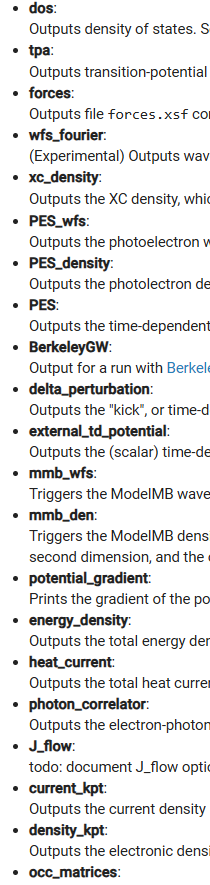 • dos:
Outputs density of states. S
• tpa:
Outputs transition-potential
• forces:
Outputs file forces.xsf co
• wfs_fourier:
(Experimental) Outputs wav
• xc_density:
Outputs the XC density, whic
• PES_wfs:
Outputs the photoelectron w
• PES_density:
Outputs the photolectron de
• PES:
Outputs the time-dependent
• BerkeleyGW:
Output for a run with Berkele
• delta_perturbation:
Outputs the "kick", or time-d
• external_td_potential:
Outputs the (scalar) time-de
• mmb_wfs:
Triggers the ModelMB wave
• mmb_den:
Triggers the ModelMB dens
second dimension, and the
• potential_gradient:
Prints the gradient of the po
• energy_density:
Outputs the total energy der
• heat_current:
Outputs the total heat curre
• photon_correlator:
Outputs the electron-photon
• J_flow:
todo: document J_flow optic
• current_kpt:
Outputs the current density
• density_kpt:
Outputs the electronic densi
• occ_matrices: